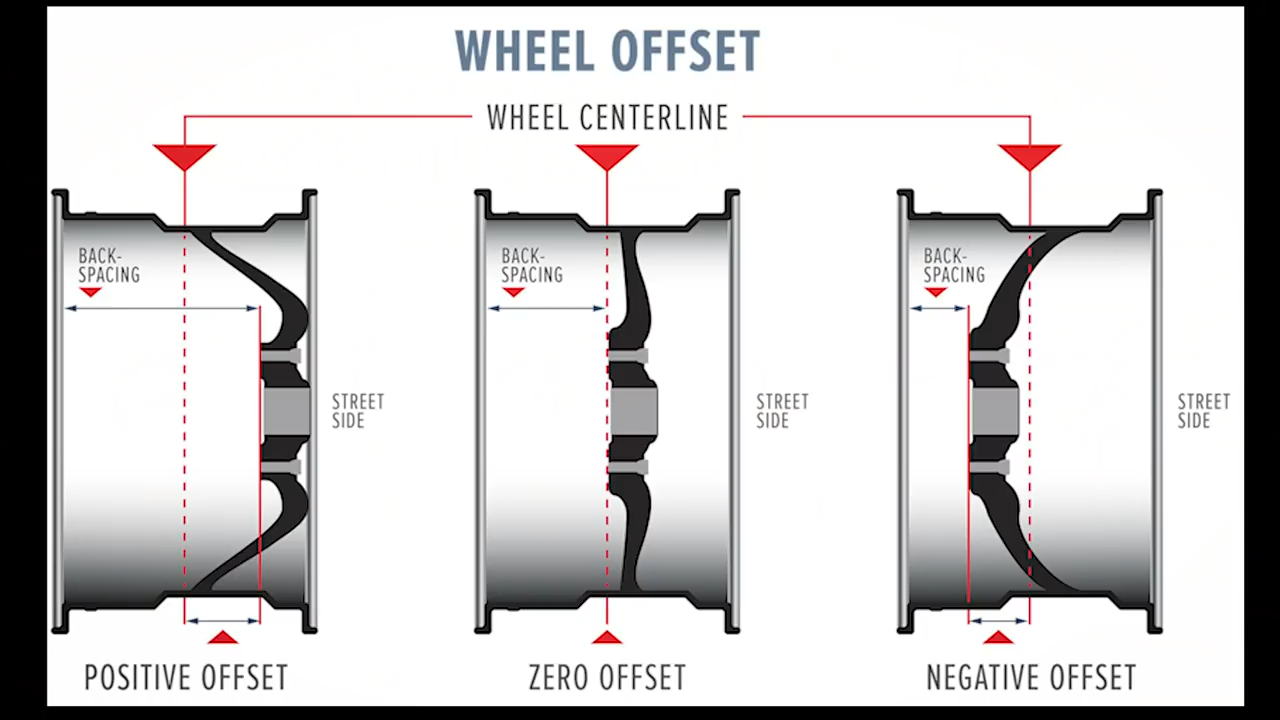 WHEEL OFFSET
WHEEL CENTERLINE
BACK-
SPACING
STREET
SIDE
POSITIVE OFFSET
BACK-
SPACING
STREET
SIDE
ZERO OFFSET
BACK-
SPACING
STREET
SIDE
NEGATIVE OFFSET